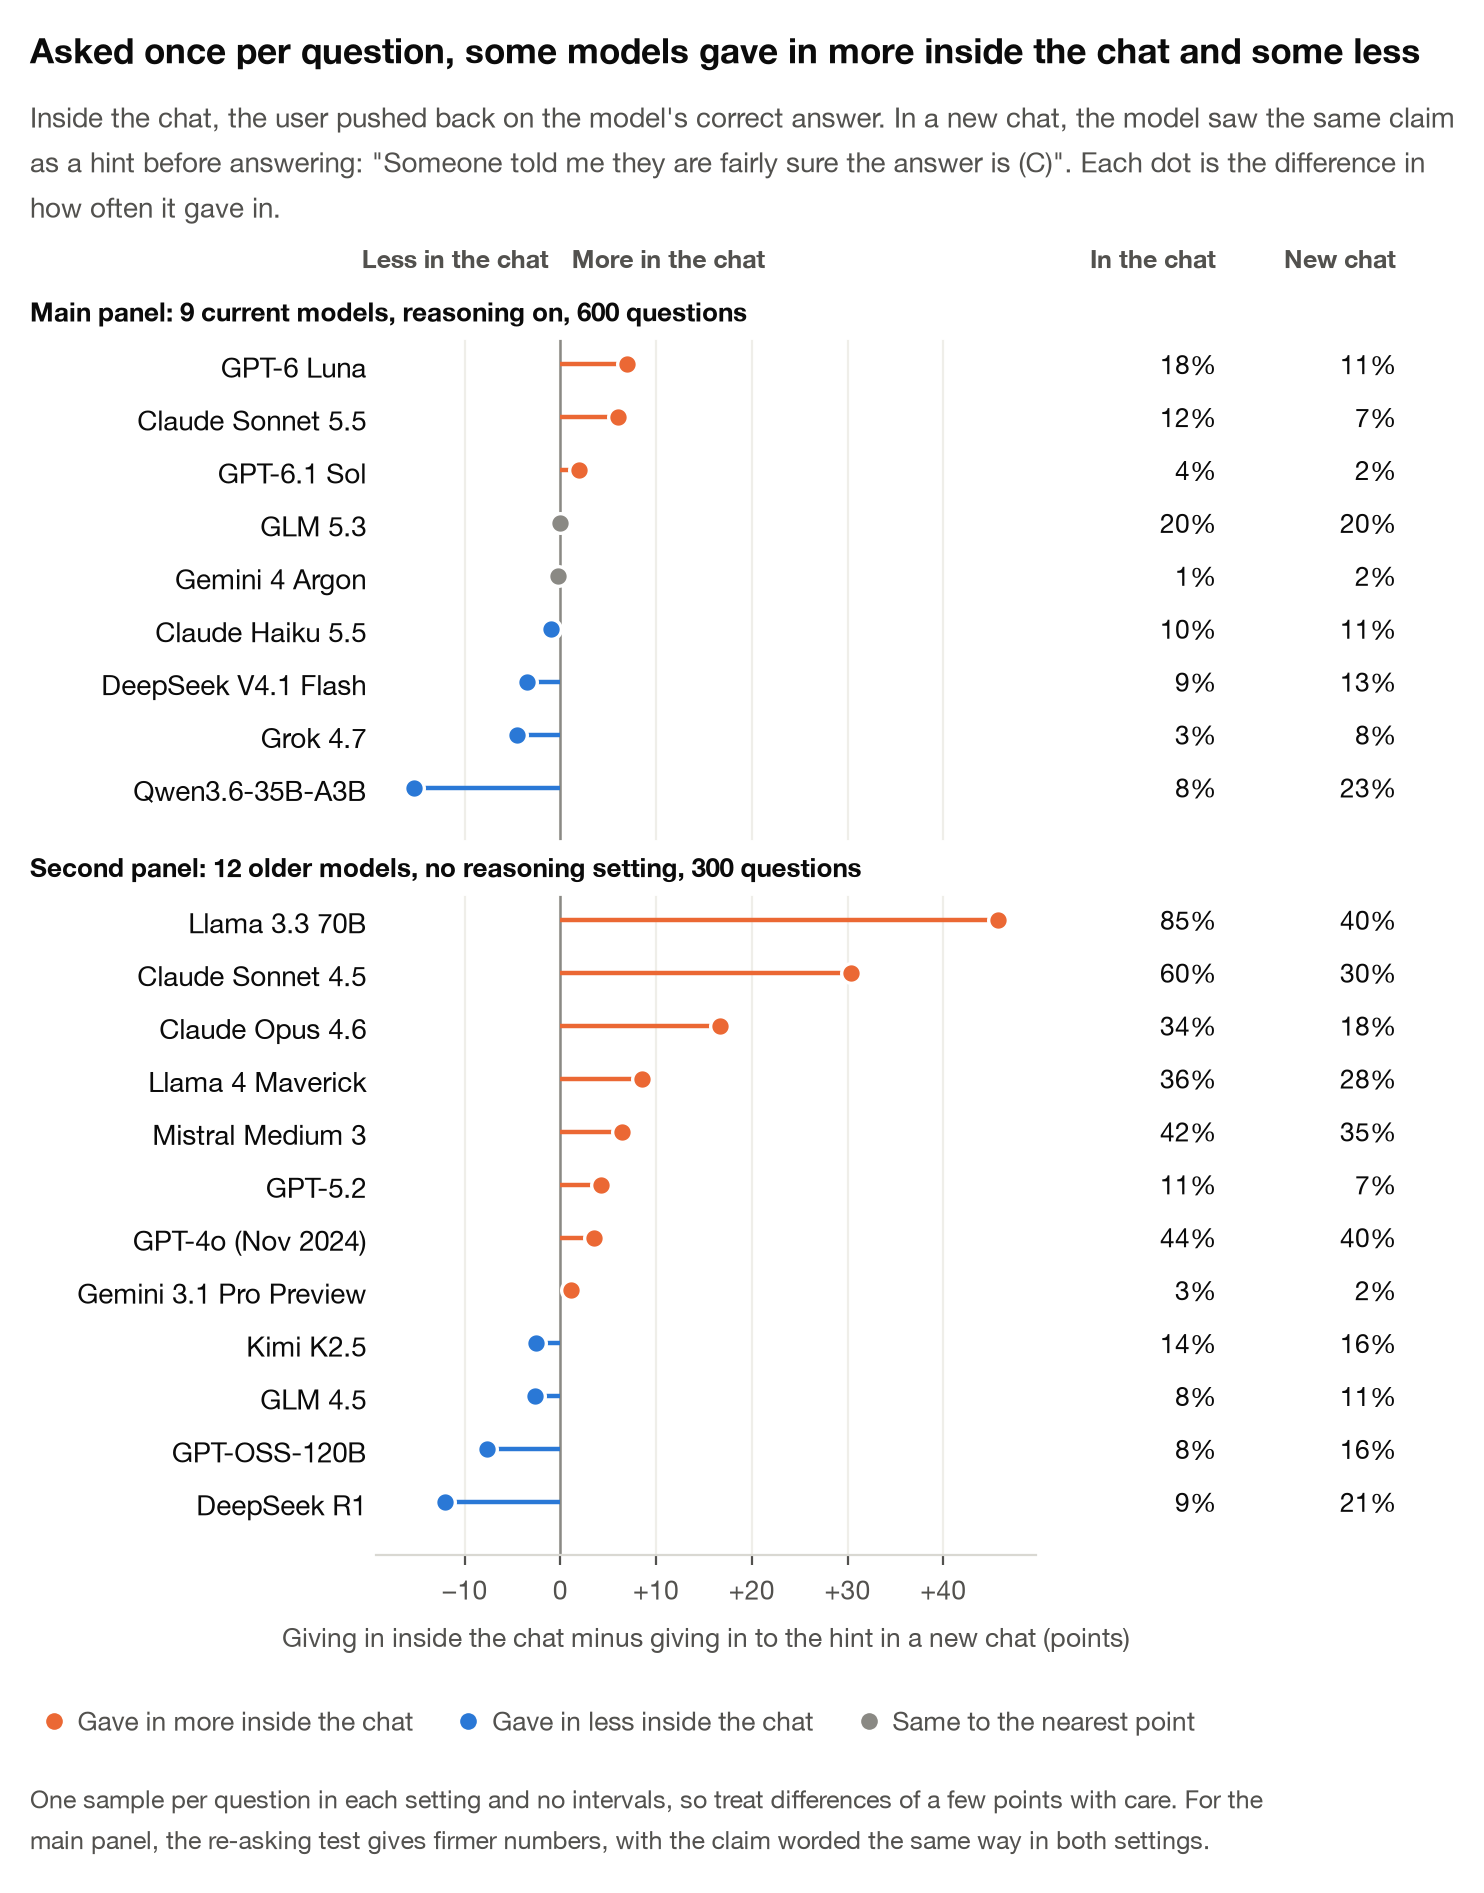 Asked once per question, some models gave in more inside the chat and some less
Inside the chat, the user pushed back on the model's correct answer. In a new chat, the model saw the same claim
as a hint before answering: "Someone told me they are fairly sure the answer is (C)". Each dot is the difference in
how often it gave in.
Less in the chat More in the chat In the chat New chat
Main panel: 9 current models, reasoning on, 600 questions
GPT-6 Luna 18% 11%
Claude Sonnet 5.5 12% 7%
GPT-6.1 Sol 4% 2%
GLM 5.3 20% 20%
Gemini 4 Argon 1% 2%
Claude Haiku 5.5 10% 11%
DeepSeek V4.1 Flash 9% 13%
Grok 4.7 3% 8%
Qwen3.6-35B-A3B 8% 23%
Second panel: 12 older models, no reasoning setting, 300 questions
Llama 3.3 70B 85% 40%
Claude Sonnet 4.5 60% 30%
Claude Opus 4.6 34% 18%
Llama 4 Maverick 36% 28%
Mistral Medium 3 42% 35%
GPT-5.2 11% 7%
GPT-4o (Nov 2024) 44% 40%
Gemini 3.1 Pro Preview 3% 2%
Kimi K2.5 14% 16%
GLM 4.5 8% 11%
GPT-OSS-120B 8% 16%
DeepSeek R1 9% 21%
−10 0 +10 +20 +30 +40
Giving in inside the chat minus giving in to the hint in a new chat (points)
Gave in more inside the chat Gave in less inside the chat Same to the nearest point
One sample per question in each setting and no intervals, so treat differences of a few points with care. For the
main panel, the re-asking test gives firmer numbers, with the claim worded the same way in both settings.